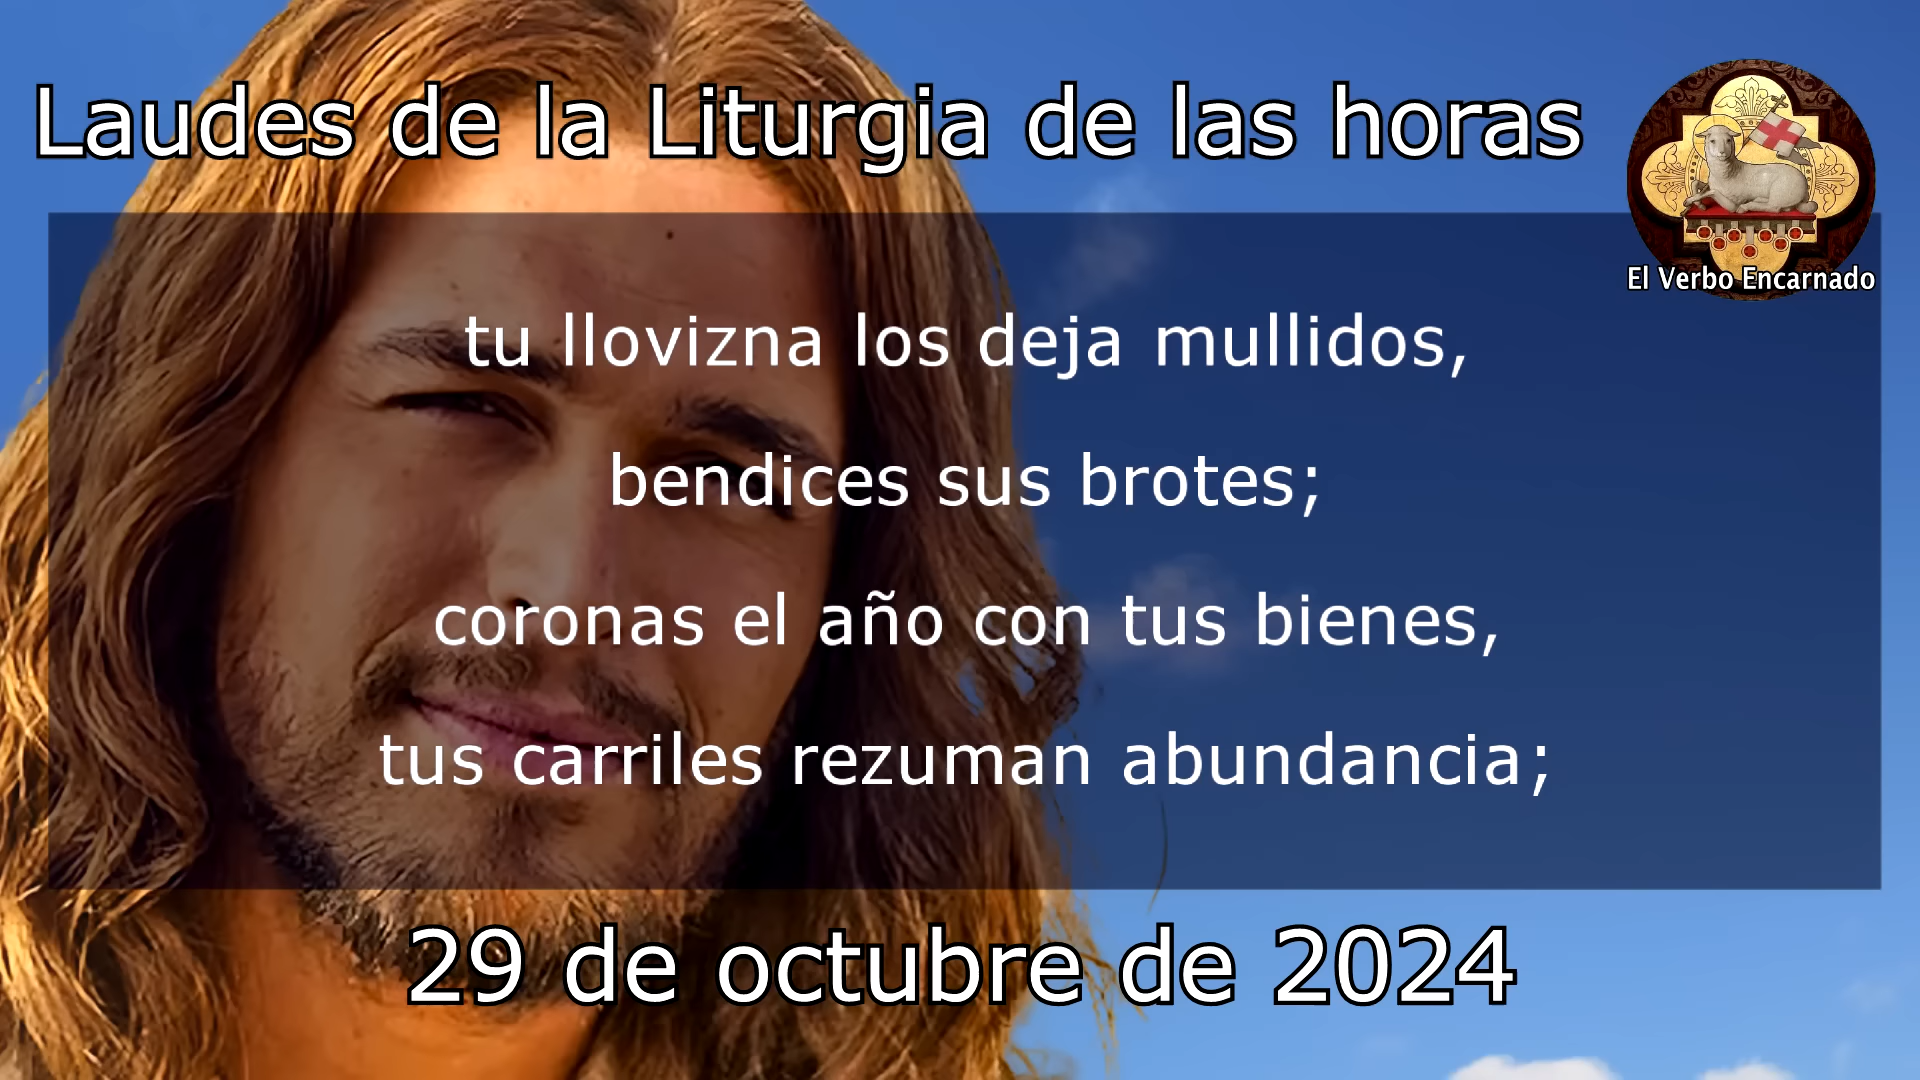 Laudes de la Liturgia de las horas
El Verbo Encarnado
tu llovizna los deja mullidos,
bendices sus brotes;
coronas el año con tus bienes,
tus carriles rezuman abundancia;
29 de octubre de 2024